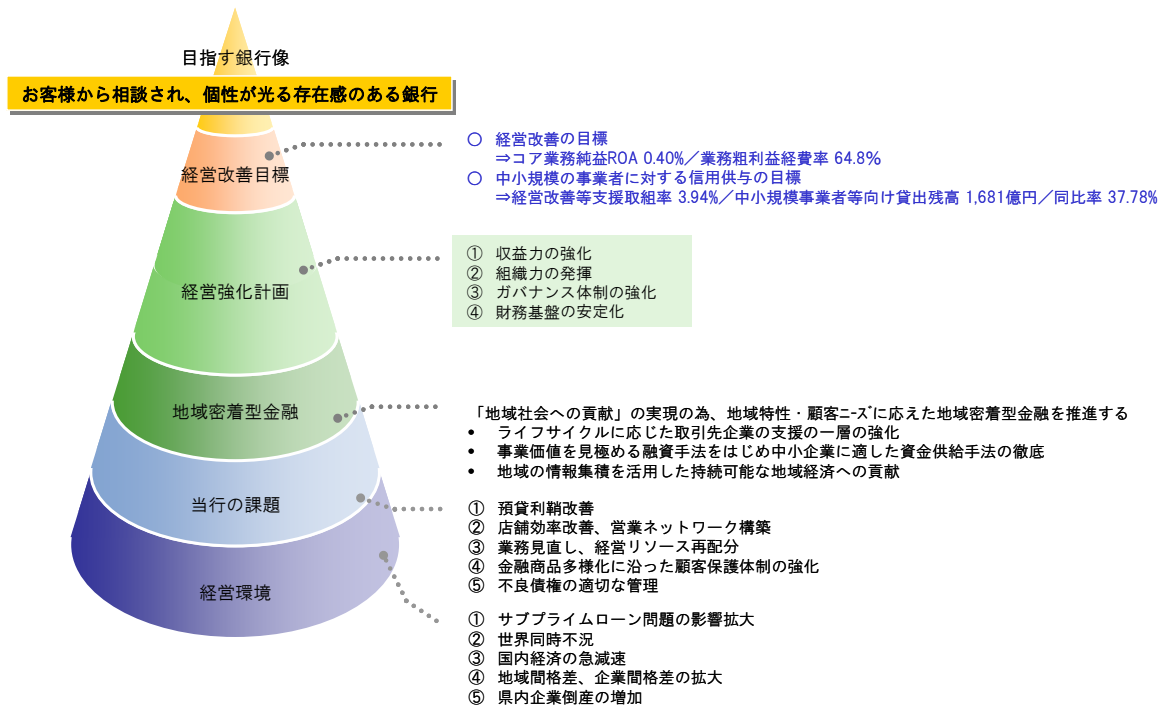 目指す銀行像
お客様から相談され、個性が光る存在感のある銀行
経営改善目標
○ 経営改善の目標
⇒コア業務純益ROA 0.40%／業務粗利益経費率 64.8%
○ 中小規模の事業者に対する信用供与の目標
⇒経営改善等支援取組率 3.94%／中小規模事業者等向け貸出残高 1,681億円／同比率 37.78%
経営強化計画
① 収益力の強化
② 組織力の発揮
③ ガバナンス体制の強化
④ 財務基盤の安定化
地域密着型金融
「地域社会への貢献」の実現の為、地域特性・顧客ﾆｰｽﾞに応えた地域密着型金融を推進する
• ライフサイクルに応じた取引先企業の支援の一層の強化
• 事業価値を見極める融資手法をはじめ中小企業に適した資金供給手法の徹底
• 地域の情報集積を活用した持続可能な地域経済への貢献
当行の課題
① 預貸利鞘改善
② 店舗効率改善、営業ネットワーク構築
③ 業務見直し、経営リソース再配分
④ 金融商品多様化に沿った顧客保護体制の強化
⑤ 不良債権の適切な管理
経営環境
① サブプライムローン問題の影響拡大
② 世界同時不況
③ 国内経済の急減速
④ 地域間格差、企業間格差の拡大
⑤ 県内企業倒産の増加